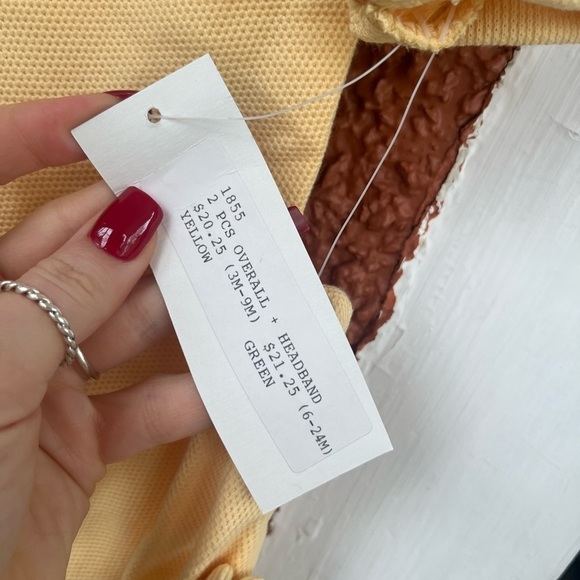 1855
2 PCS OVERALL + HEADBAND
$20.25 (3M-9M) $21.25 (6-24M)
YELLOW GREEN